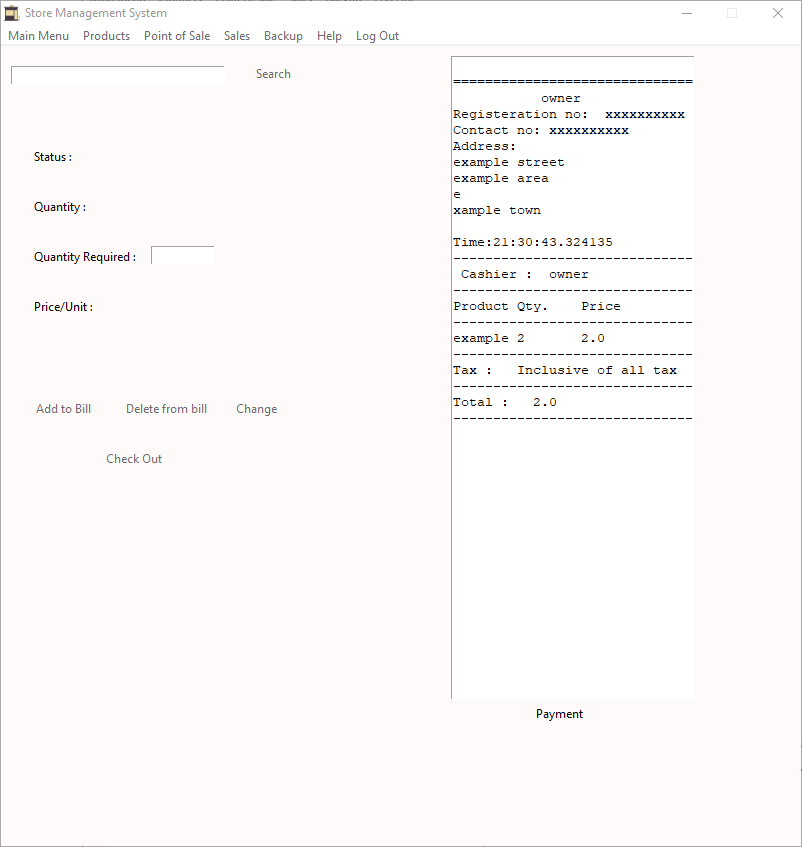 Store Management System
Main Menu Products Point of Sale Sales Backup Help Log Out
Search
Status :
Quantity :
Quantity Required :
Price/Unit :
Add to Bill Delete from bill Change
Check Out
==============================
owner
Registeration no:  xxxxxxxxxx
Contact no: xxxxxxxxxx
Address:
example street
example area
e
xample town
Time:21:30:43.324135
------------------------------
Cashier :  owner
------------------------------
Product Qty.    Price
------------------------------
example 2       2.0
------------------------------
Tax :   Inclusive of all tax
------------------------------
Total :   2.0
------------------------------
Payment